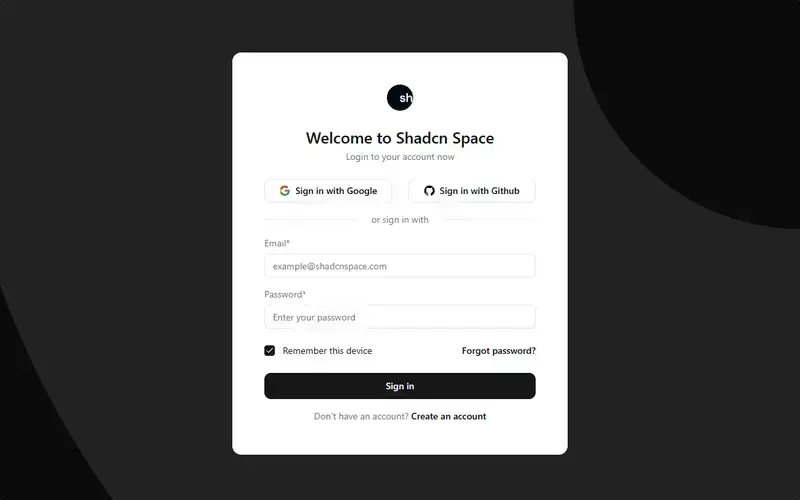 sh
Welcome to Shadcn Space
Login to your account now
Sign in with Google
Sign in with Github
or sign in with
Email*
example@shadcnspace.com
Password*
Enter your password
Remember this device
Forgot password?
Sign in
Don't have an account? Create an account